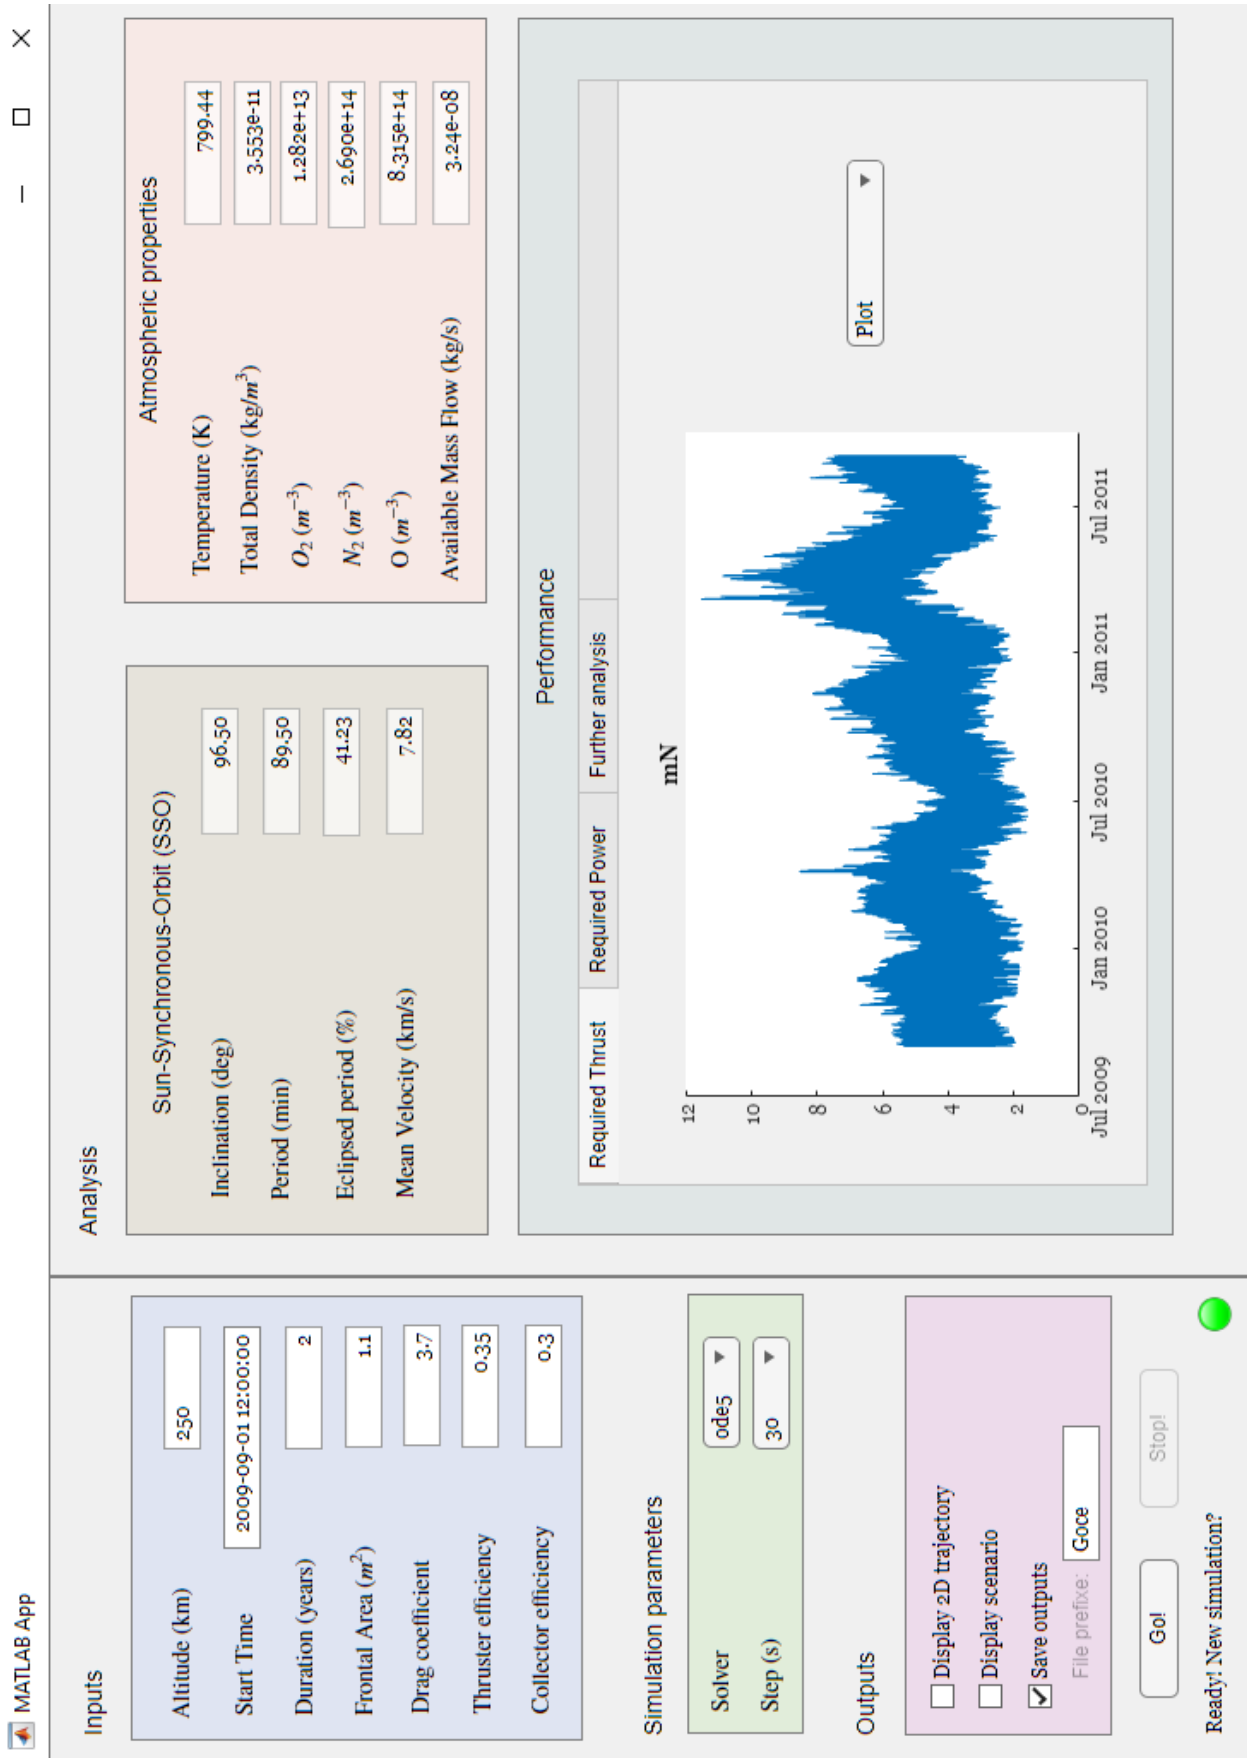 MATLAB App
Inputs
Altitude (km) 250
Start Time 2009-09-01 12:00:00
Duration (years) 2
Frontal Area (m²) 1.1
Drag coefficient 3.7
Thruster efficiency 0.35
Collector efficiency 0.3
Simulation parameters
Solver ode5
Step (s) 30
Outputs
Display 2D trajectory
Display scenario
Save outputs
File prefixe: Goce
Go! Stop!
Ready! New simulation?
Analysis
Sun-Synchronous-Orbit (SSO)
Inclination (deg) 96.50
Period (min) 89.50
Eclipsed period (%) 41.23
Mean Velocity (km/s) 7.82
Atmospheric properties
Temperature (K) 799.44
Total Density (kg/m³) 3.553e-11
O₂ (m⁻³) 1.282e+13
N₂ (m⁻³) 2.690e+14
O (m⁻³) 8.315e+14
Available Mass Flow (kg/s) 3.24e-08
Performance
Required Thrust Required Power Further analysis
mN
12
10
8
6
4
2
0
Jul 2009 Jan 2010 Jul 2010 Jan 2011 Jul 2011
Plot